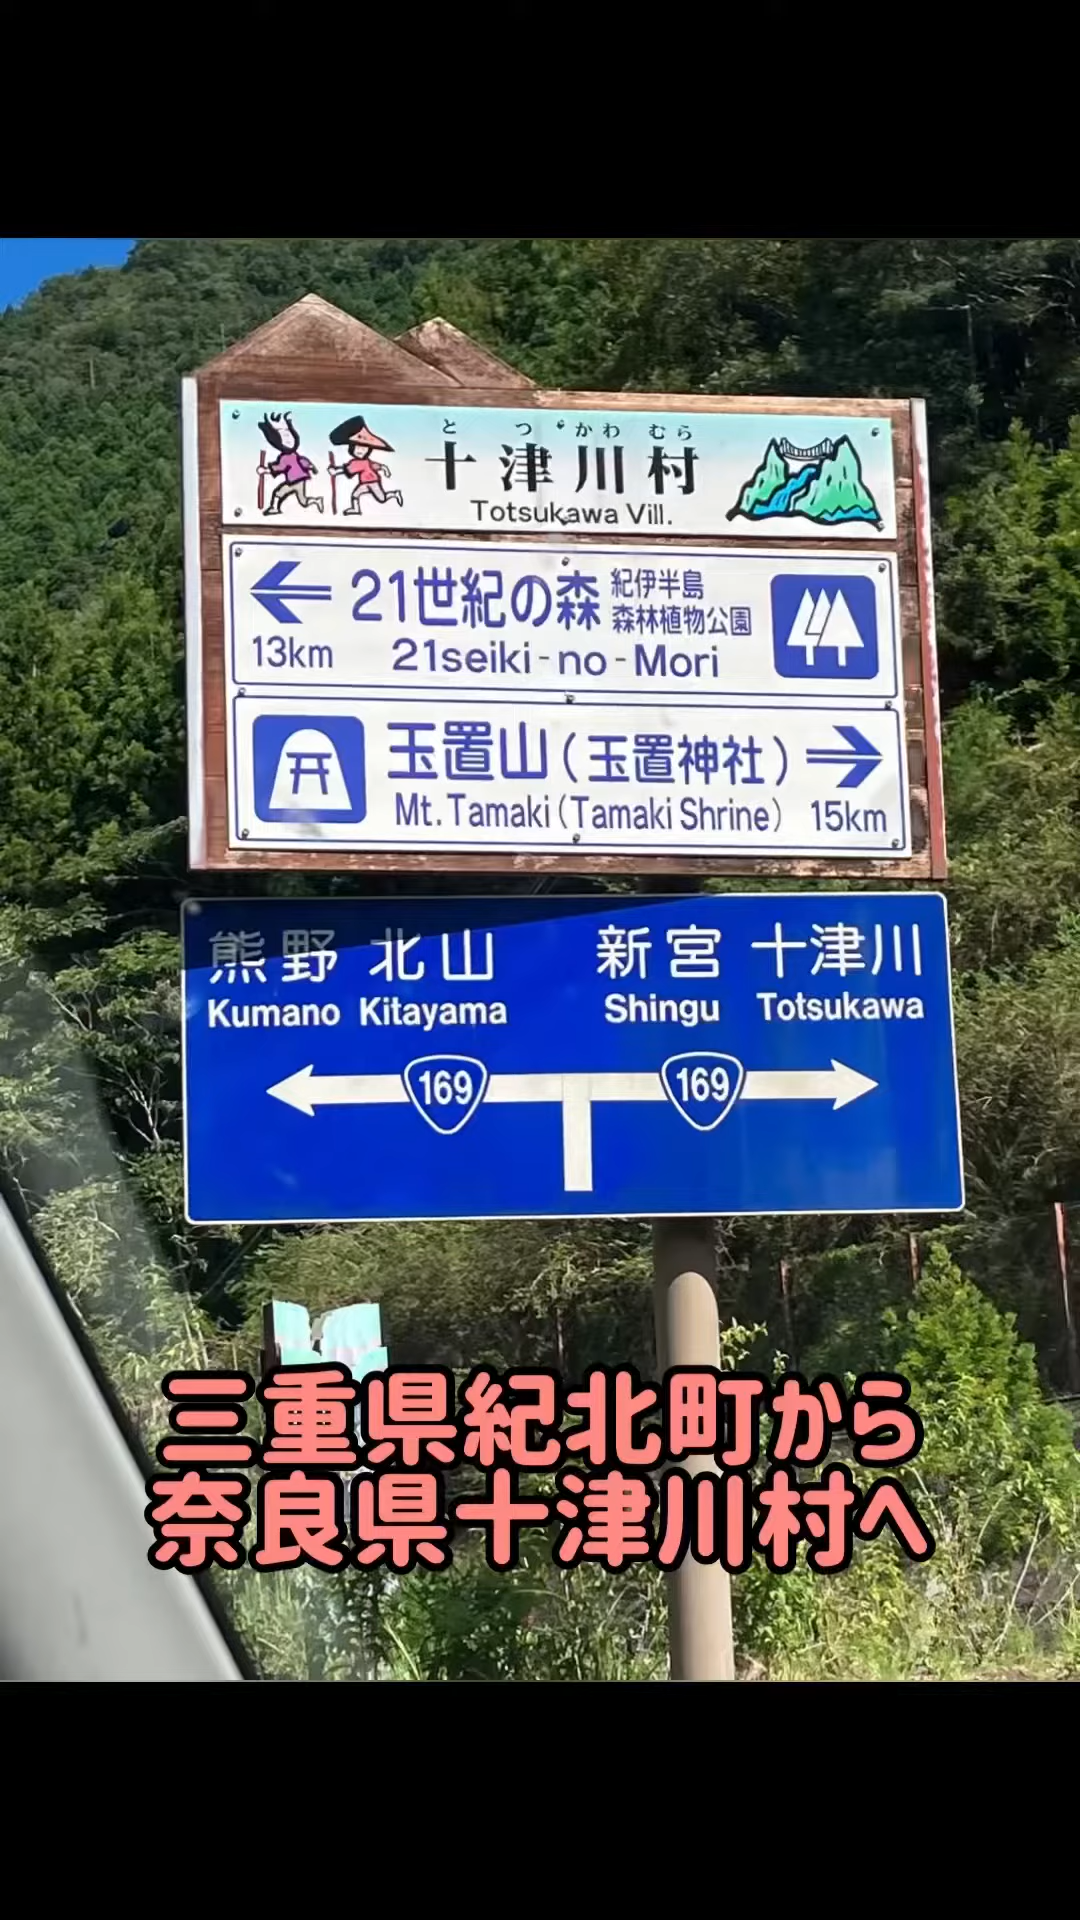 とつかわむら
十津川村
Totsukawa Vill.
21世紀の森 紀伊半島
森林植物公園
13km 21seiki-no-Mori
玉置山(玉置神社)
Mt.Tamaki(Tamaki Shrine) 15km
熊野 北山 新宮 十津川
Kumano Kitayama Shingu Totsukawa
169 169
三重県紀北町から
奈良県十津川村へ